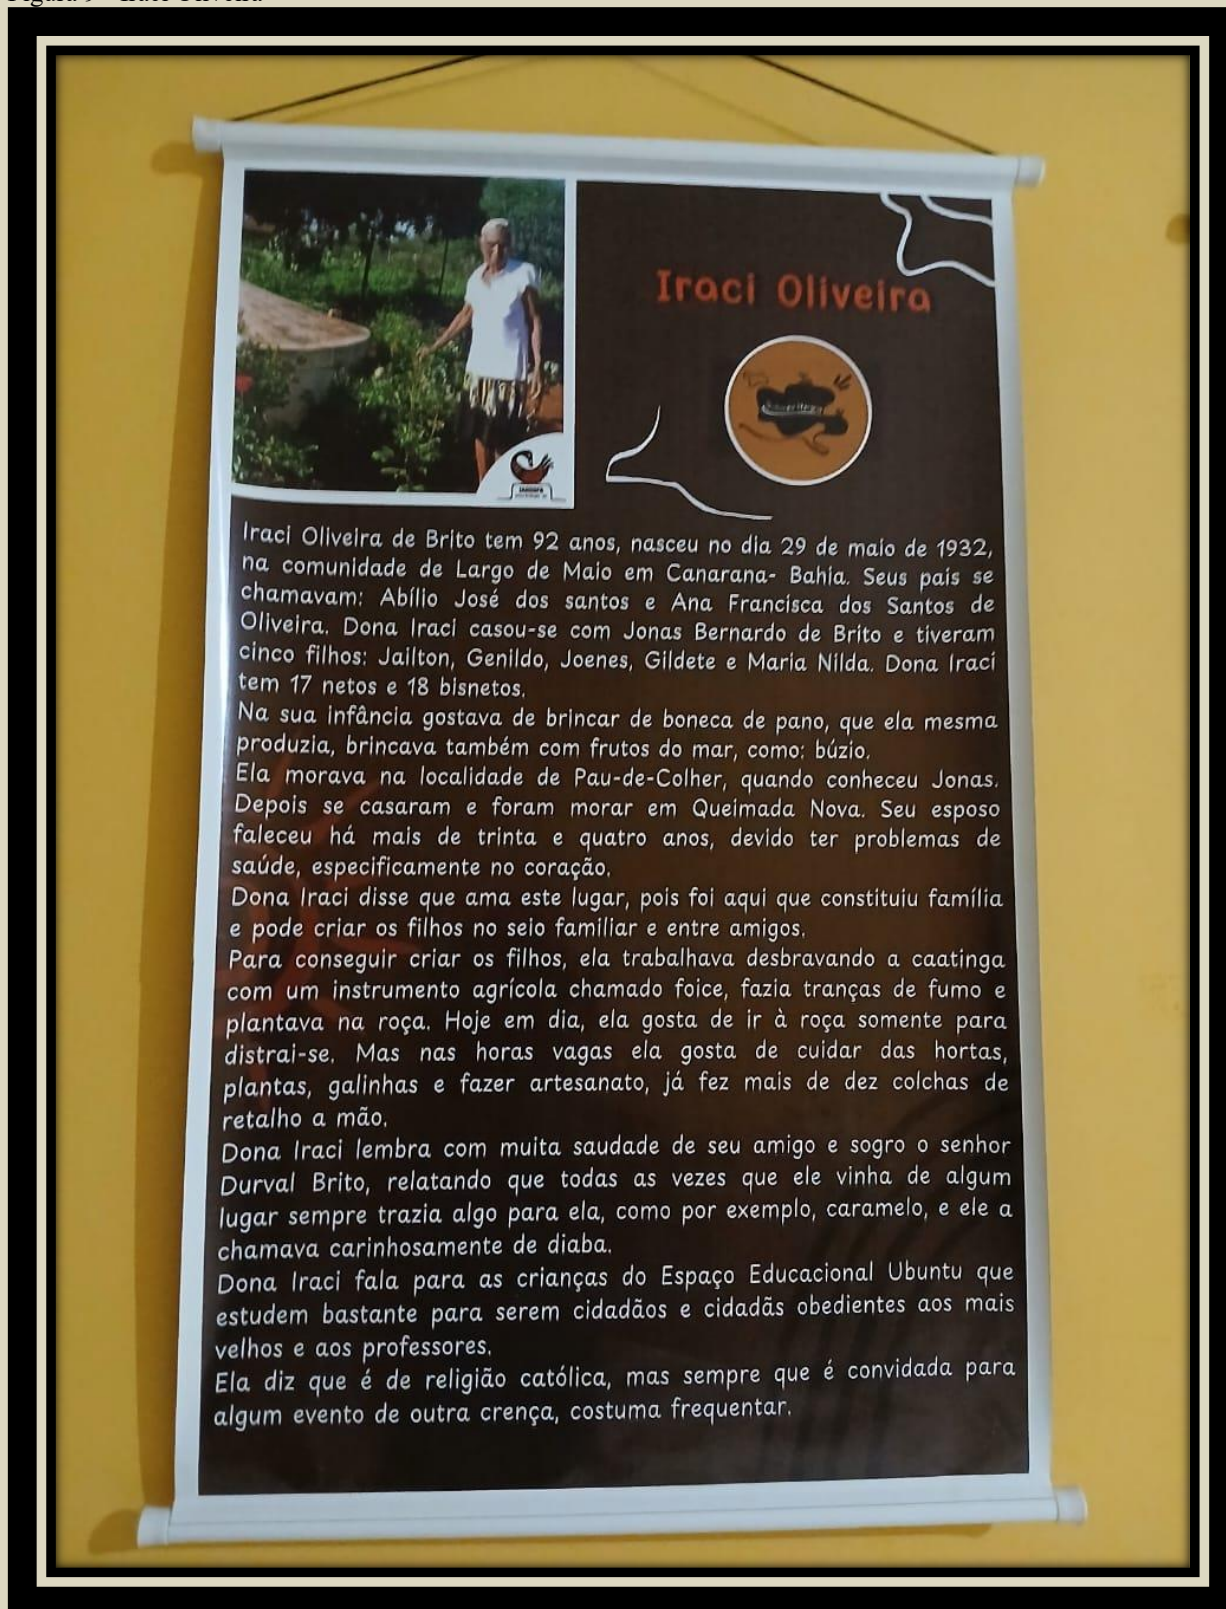 Iraci Oliveira
Iraci Oliveira de Brito tem 92 anos, nasceu no dia 29 de maio de 1932,
na comunidade de Largo de Maio em Canarana- Bahia. Seus pais se
chamavam: Abílio José dos santos e Ana Francisca dos Santos de
Oliveira. Dona Iraci casou-se com Jonas Bernardo de Brito e tiveram
cinco filhos: Jailton, Genildo, Joenes, Gildete e Maria Nilda. Dona Iraci
tem 17 netos e 18 bisnetos.
Na sua infância gostava de brincar de boneca de pano, que ela mesma
produzia, brincava também com frutos do mar, como: búzio.
Ela morava na localidade de Pau-de-Colher, quando conheceu Jonas.
Depois se casaram e foram morar em Queimada Nova. Seu esposo
faleceu há mais de trinta e quatro anos, devido ter problemas de
saúde, especificamente no coração.
Dona Iraci disse que ama este lugar, pois foi aqui que constituiu família
e pode criar os filhos no seio familiar e entre amigos.
Para conseguir criar os filhos, ela trabalhava desbravando a caatinga
com um instrumento agrícola chamado foice, fazia tranças de fumo e
plantava na roça. Hoje em dia, ela gosta de ir à roça somente para
distrai-se. Mas nas horas vagas ela gosta de cuidar das hortas,
plantas, galinhas e fazer artesanato, já fez mais de dez colchas de
retalho a mão.
Dona Iraci lembra com muita saudade de seu amigo e sogro o senhor
Durval Brito, relatando que todas as vezes que ele vinha de algum
lugar sempre trazia algo para ela, como por exemplo, caramelo, e ele a
chamava carinhosamente de diaba.
Dona Iraci fala para as crianças do Espaço Educacional Ubuntu que
estudem bastante para serem cidadãos e cidadãs obedientes aos mais
velhos e aos professores.
Ela diz que é de religião católica, mas sempre que é convidada para
algum evento de outra crença, costuma frequentar.